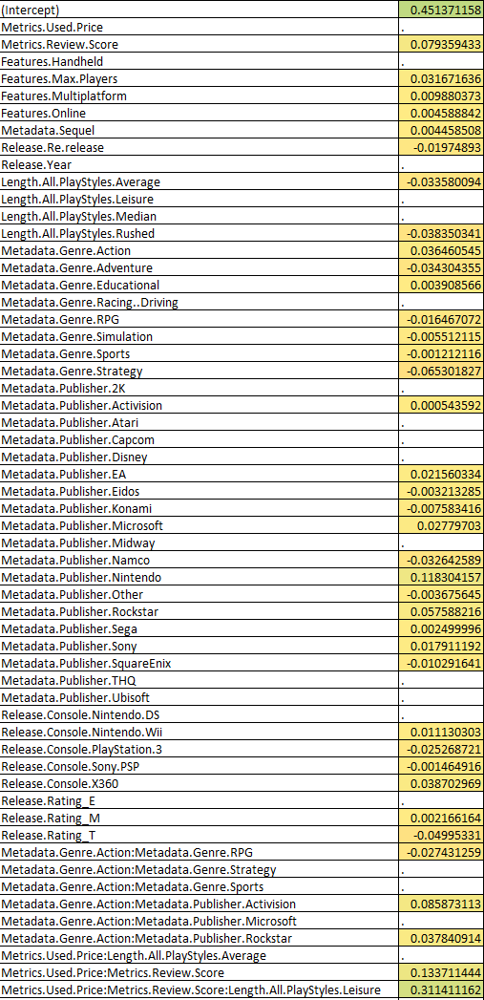 (Intercept) 0.451371158
Metrics.Used.Price .
Metrics.Review.Score 0.079359433
Features.Handheld .
Features.Max.Players 0.031671636
Features.Multiplatform 0.009880373
Features.Online 0.004588842
Metadata.Sequel 0.004458508
Release.Re.release -0.01974893
Release.Year .
Length.All.PlayStyles.Average -0.033580094
Length.All.PlayStyles.Leisure .
Length.All.PlayStyles.Median .
Length.All.PlayStyles.Rushed -0.038350341
Metadata.Genre.Action 0.036460545
Metadata.Genre.Adventure -0.034304355
Metadata.Genre.Educational 0.003908566
Metadata.Genre.Racing..Driving .
Metadata.Genre.RPG -0.016467072
Metadata.Genre.Simulation -0.005512115
Metadata.Genre.Sports -0.001212116
Metadata.Genre.Strategy -0.065301827
Metadata.Publisher.2K .
Metadata.Publisher.Activision 0.000543592
Metadata.Publisher.Atari .
Metadata.Publisher.Capcom .
Metadata.Publisher.Disney .
Metadata.Publisher.EA 0.021560334
Metadata.Publisher.Eidos -0.003213285
Metadata.Publisher.Konami -0.007583416
Metadata.Publisher.Microsoft 0.02779703
Metadata.Publisher.Midway .
Metadata.Publisher.Namco -0.032642589
Metadata.Publisher.Nintendo 0.118304157
Metadata.Publisher.Other -0.003675645
Metadata.Publisher.Rockstar 0.057588216
Metadata.Publisher.Sega 0.002499996
Metadata.Publisher.Sony 0.017911192
Metadata.Publisher.SquareEnix -0.010291641
Metadata.Publisher.THQ .
Metadata.Publisher.Ubisoft .
Release.Console.Nintendo.DS .
Release.Console.Nintendo.Wii 0.011130303
Release.Console.PlayStation.3 -0.025268721
Release.Console.Sony.PSP -0.001464916
Release.Console.X360 0.038702969
Release.Rating_E .
Release.Rating_M 0.002166164
Release.Rating_T -0.04995331
Metadata.Genre.Action:Metadata.Genre.RPG -0.027431259
Metadata.Genre.Action:Metadata.Genre.Strategy .
Metadata.Genre.Action:Metadata.Genre.Sports .
Metadata.Genre.Action:Metadata.Publisher.Activision 0.085873113
Metadata.Genre.Action:Metadata.Publisher.Microsoft .
Metadata.Genre.Action:Metadata.Publisher.Rockstar 0.037840914
Metrics.Used.Price:Length.All.PlayStyles.Average .
Metrics.Used.Price:Metrics.Review.Score 0.133711444
Metrics.Used.Price:Metrics.Review.Score:Length.All.PlayStyles.Leisure 0.311411162